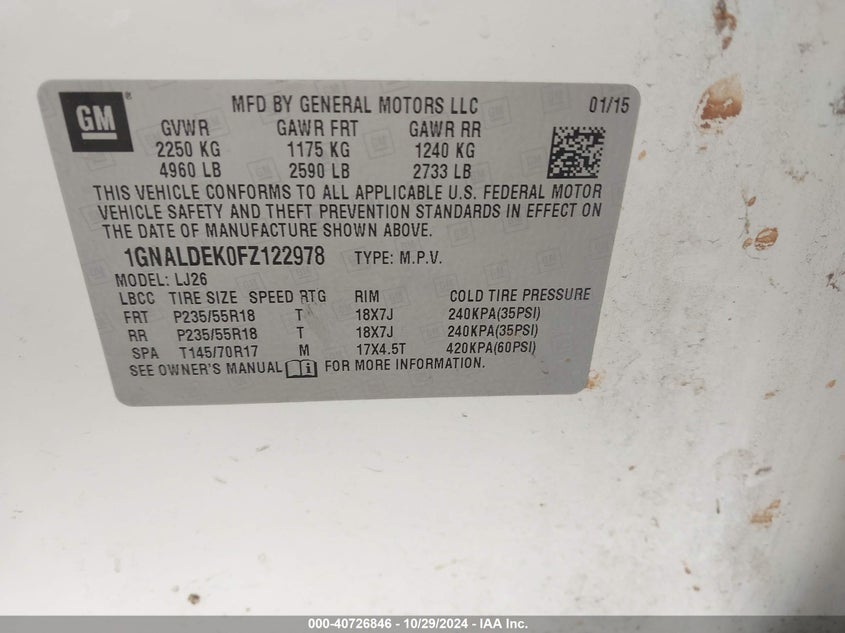 GM ® MFD BY GENERAL MOTORS LLC 01/15
GVWR GAWR FRT GAWR RR
2250 KG 1175 KG 1240 KG
4960 LB 2590 LB 2733 LB
THIS VEHICLE CONFORMS TO ALL APPLICABLE U.S. FEDERAL MOTOR
VEHICLE SAFETY AND THEFT PREVENTION STANDARDS IN EFFECT ON
THE DATE OF MANUFACTURE SHOWN ABOVE.
1GNALDEK0FZ122978 TYPE: M.P.V.
MODEL: LJ26
LBCC TIRE SIZE SPEED RTG RIM COLD TIRE PRESSURE
FRT P235/55R18 T 18X7J 240KPA(35PSI)
RR P235/55R18 T 18X7J 240KPA(35PSI)
SPA T145/70R17 M 17X4.5T 420KPA(60PSI)
SEE OWNER'S MANUAL FOR MORE INFORMATION.
000-40726846 - 10/29/2024 - IAA Inc.